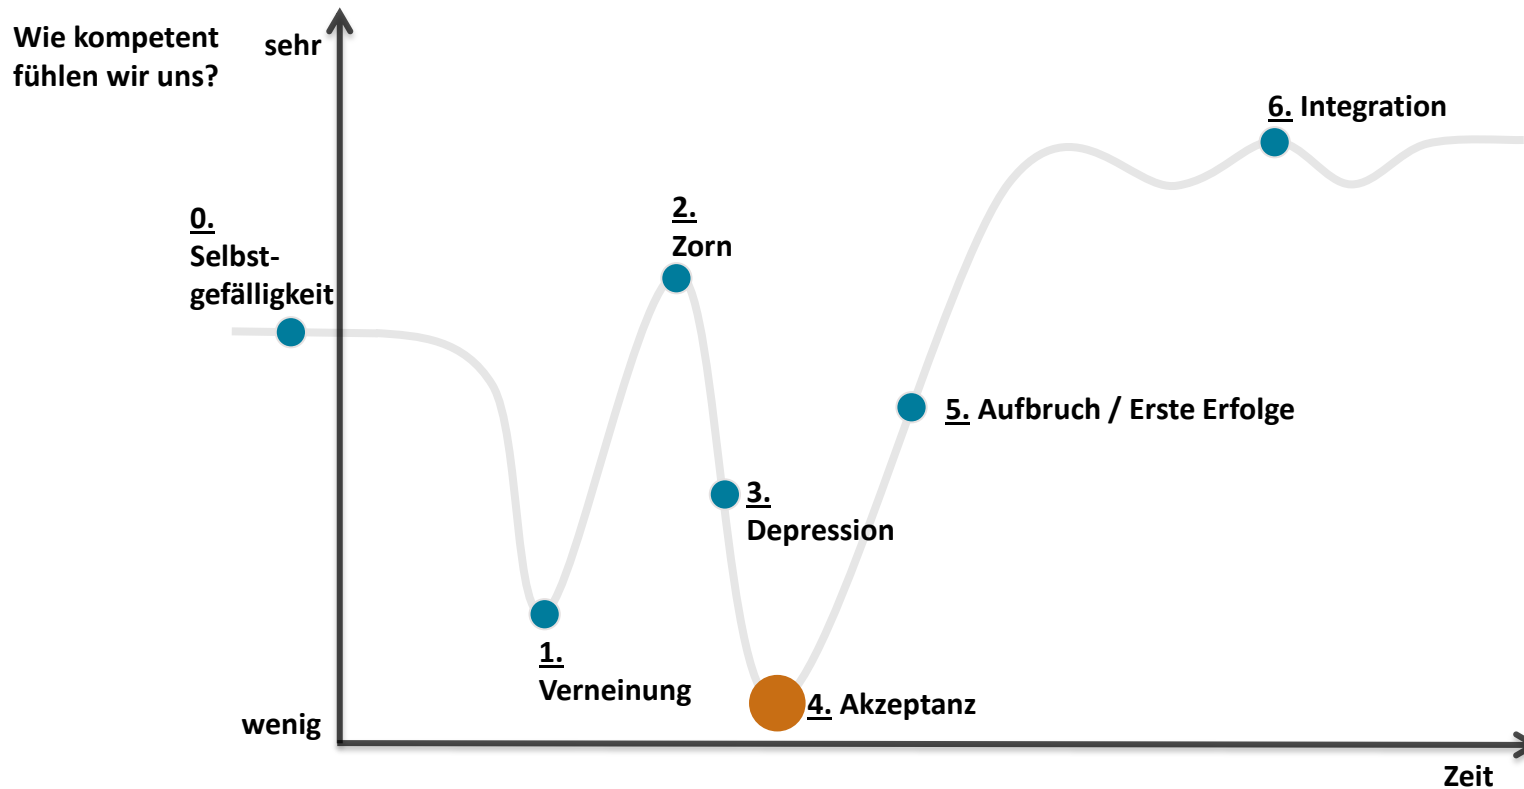 Wie kompetent
fühlen wir uns?
sehr
6. Integration
0.
Selbst-
gefälligkeit
2.
Zorn
5. Aufbruch / Erste Erfolge
3.
Depression
1.
Verneinung
4. Akzeptanz
wenig
Zeit